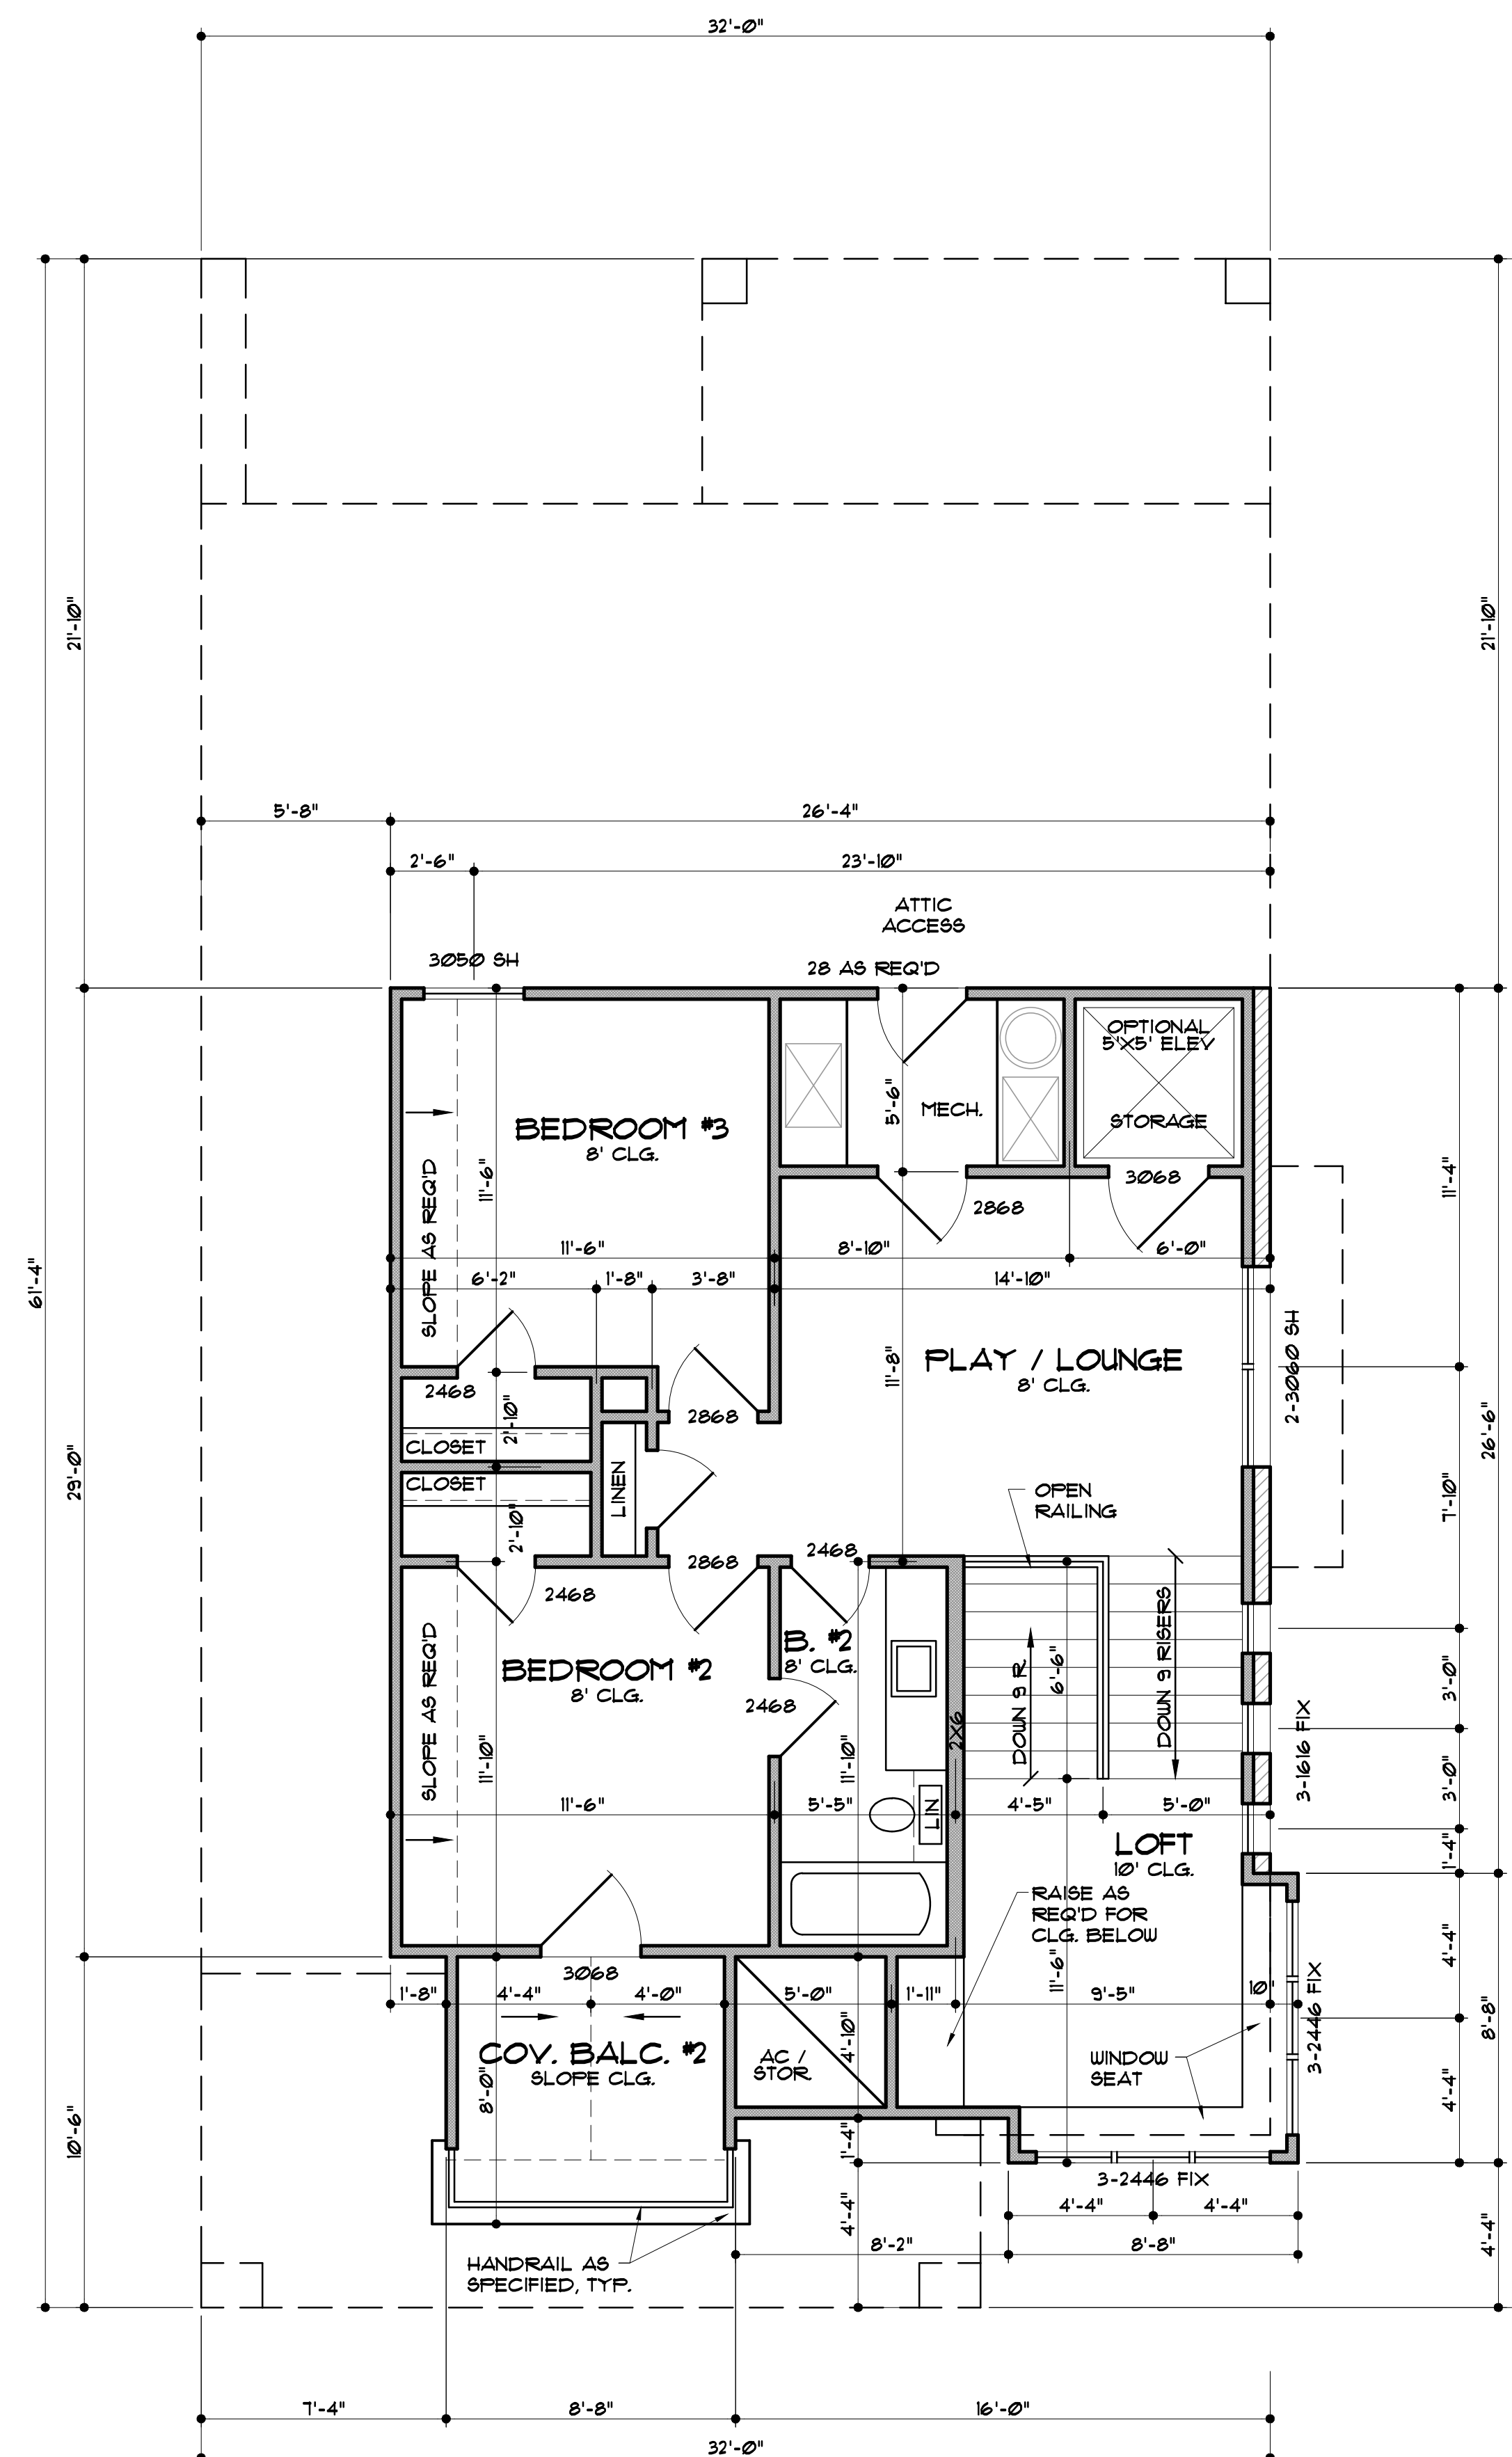 32'-0"
21'-10"
21'-10"
5'-8"
26'-4"
2'-6"
23'-10"
ATTIC
ACCESS
3050 SH
28 AS REQ'D
OPTIONAL
5'X5' ELEV
STORAGE
MECH.
5'-6"
BEDROOM #3
8' CLG.
11'-6"
SLOPE AS REQ'D
3068
2868
11'-4"
61'-4"
11'-6"
8'-10"
6'-0"
6'-2"
1'-8"
3'-8"
14'-10"
11'-8"
PLAY / LOUNGE
8' CLG.
2-3060 SH
26'-6"
2468
2'-10"
2868
CLOSET
CLOSET
LINEN
29'-0"
2'-10"
OPEN
RAILING
7'-10"
2468
2868
2468
BEDROOM #2
8' CLG.
SLOPE AS REQ'D
11'-10"
B. #2
8' CLG.
2468
11'-10"
2X6
DOWN 9 R.
6'-6"
DOWN 9 RISERS
3'-0"
3'-0"
3-1616 FIX
11'-6"
5'-5"
4'-5"
5'-0"
LIN
LOFT
10' CLG.
1'-4"
RAISE AS
REQ'D FOR
CLG. BELOW
11'-6"
4'-4"
3068
1'-8"
4'-4"
4'-0"
5'-0"
1'-11"
9'-5"
10"
3-2446 FIX
8'-8"
COV. BALC. #2
SLOPE CLG.
8'-0"
AC /
STOR.
4'-10"
WINDOW
SEAT
4'-4"
10'-6"
1'-4"
3-2446 FIX
4'-4"
4'-4"
4'-4"
8'-2"
8'-8"
4'-4"
HANDRAIL AS
SPECIFIED, TYP.
7'-4"
8'-8"
16'-0"
32'-0"